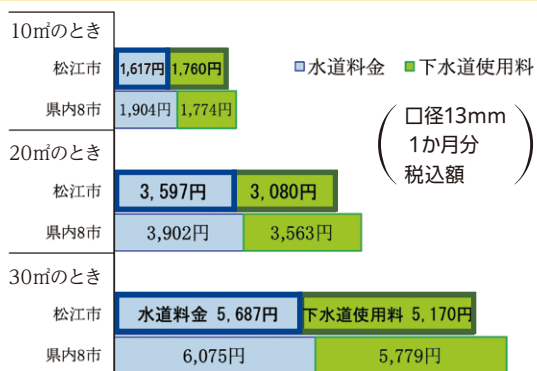 10㎥のとき
■水道料金 ■下水道使用料
松江市 1,617円 1,760円
県内8市 1,904円 1,774円
(口径13mm
1か月分
税込額)
20㎥のとき
松江市 3,597円 3,080円
県内8市 3,902円 3,563円
30㎥のとき
松江市 水道料金 5,687円 下水道使用料 5,170円
県内8市 6,075円 5,779円